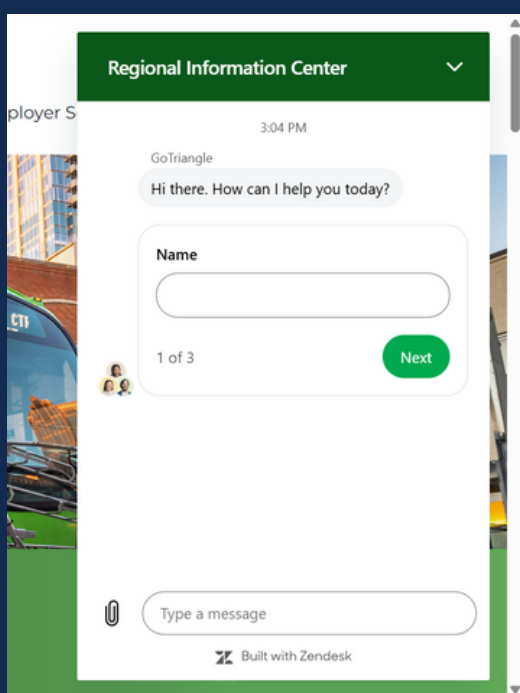 Regional Information Center
ployer S
3:04 PM
GoTriangle
Hi there. How can I help you today?
Name
1 of 3
Next
Type a message
Built with Zendesk